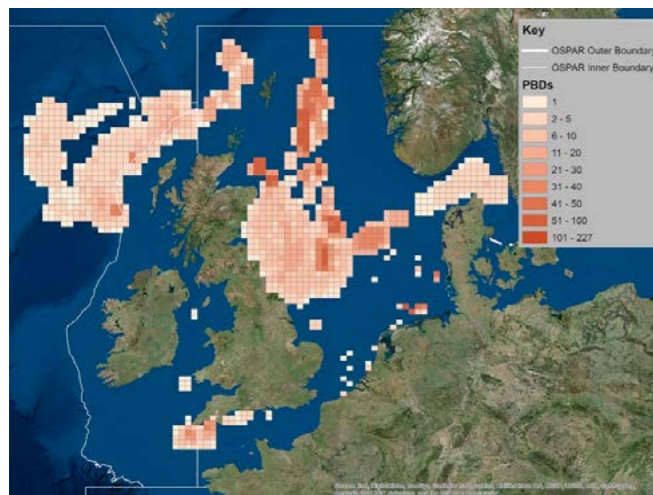 Key
OSPAR Outer Boundary
OSPAR Inner Boundary
PBDs
1
2 - 5
6 - 10
11 - 20
21 - 30
31 - 40
41 - 50
51 - 100
101 - 227